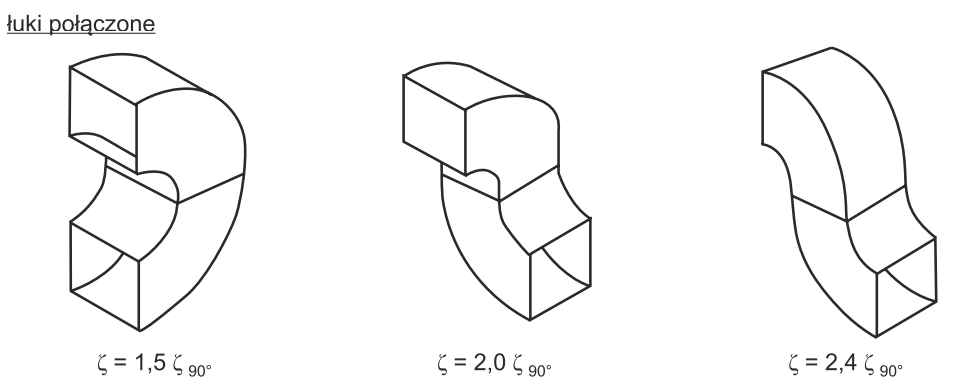 łuki połączone
ζ = 1,5 ζ 90°
ζ = 2,0 ζ 90°
ζ = 2,4 ζ 90°